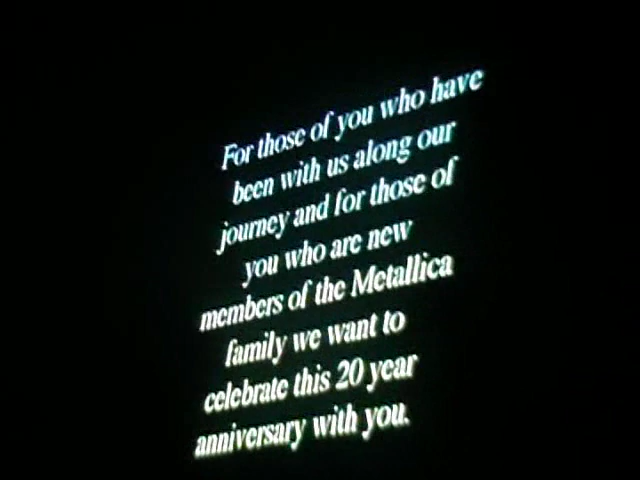 For those of you who have
been with us along our
journey and for those of
you who are new
members of the Metallica
family we want to
celebrate this 20 year
anniversary with you.